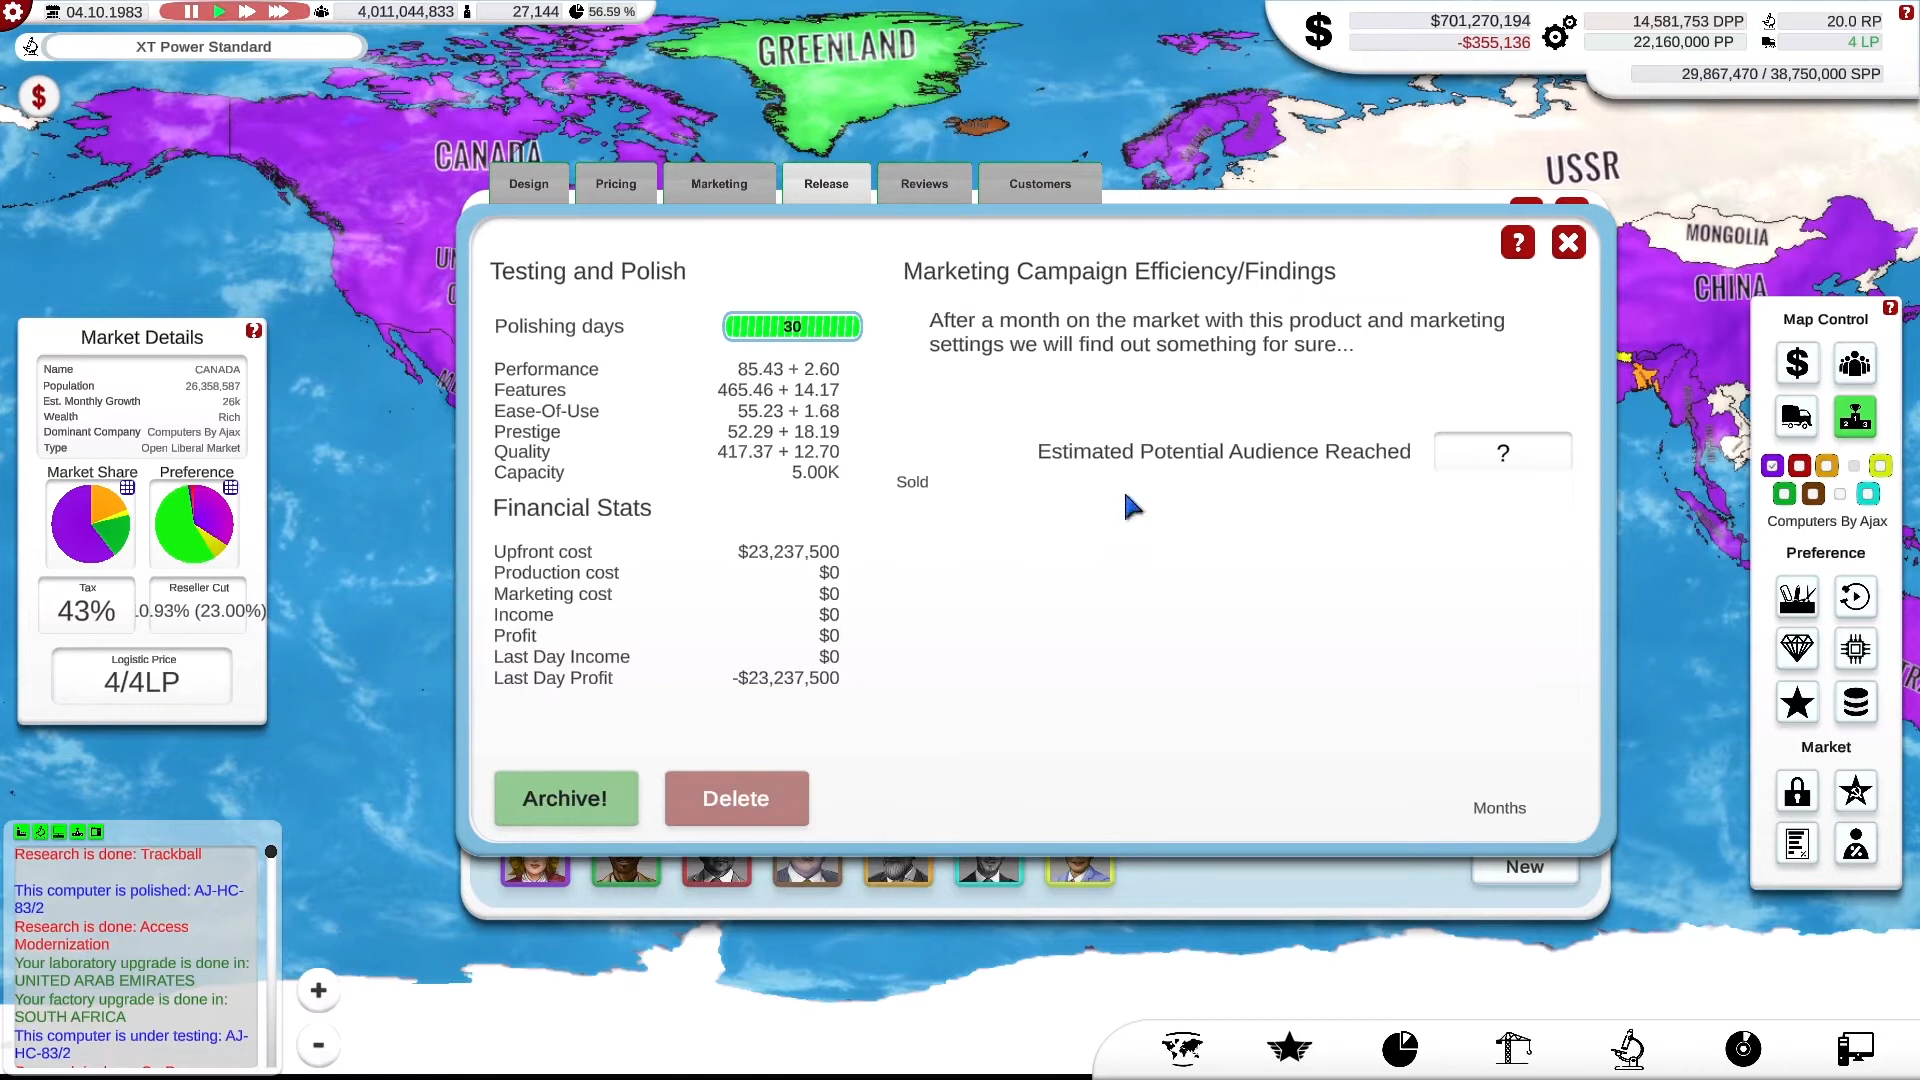 04.10.1983
4,011,044,833
27,144
56.59 %
XT Power Standard
$701,270,194
-$355,136
14,581,753 DPP
22,160,000 PP
20.0 RP
4 LP
29,867,470 / 38,750,000 SPP
?
$
GREENLAND
CANADA
USSR
MONGOLIA
CHINA
Design
Pricing
Marketing
Release
Reviews
Customers
?
Testing and Polish
Polishing days
30
Performance 85.43 + 2.60
Features 465.46 + 14.17
Ease-Of-Use 55.23 + 1.68
Prestige 52.29 + 18.19
Quality 417.37 + 12.70
Capacity 5.00K
Financial Stats
Upfront cost $23,237,500
Production cost $0
Marketing cost $0
Income $0
Profit $0
Last Day Income $0
Last Day Profit -$23,237,500
Archive!
Delete
Marketing Campaign Efficiency/Findings
After a month on the market with this product and marketing
settings we will find out something for sure...
Estimated Potential Audience Reached
?
Sold
Months
New
Market Details
?
Name CANADA
Population 26,358,587
Est. Monthly Growth 26k
Wealth Rich
Dominant Company Computers By Ajax
Type Open Liberal Market
Market Share
Preference
Tax
43%
Reseller Cut
0.93% (23.00%)
Logistic Price
4/4LP
Research is done: Trackball
This computer is polished: AJ-HC-
83/2
Research is done: Access
Modernization
Your laboratory upgrade is done in:
UNITED ARAB EMIRATES
Your factory upgrade is done in:
SOUTH AFRICA
This computer is under testing: AJ-
HC-83/2
+
-
?
Map Control
Computers By Ajax
Preference
Market